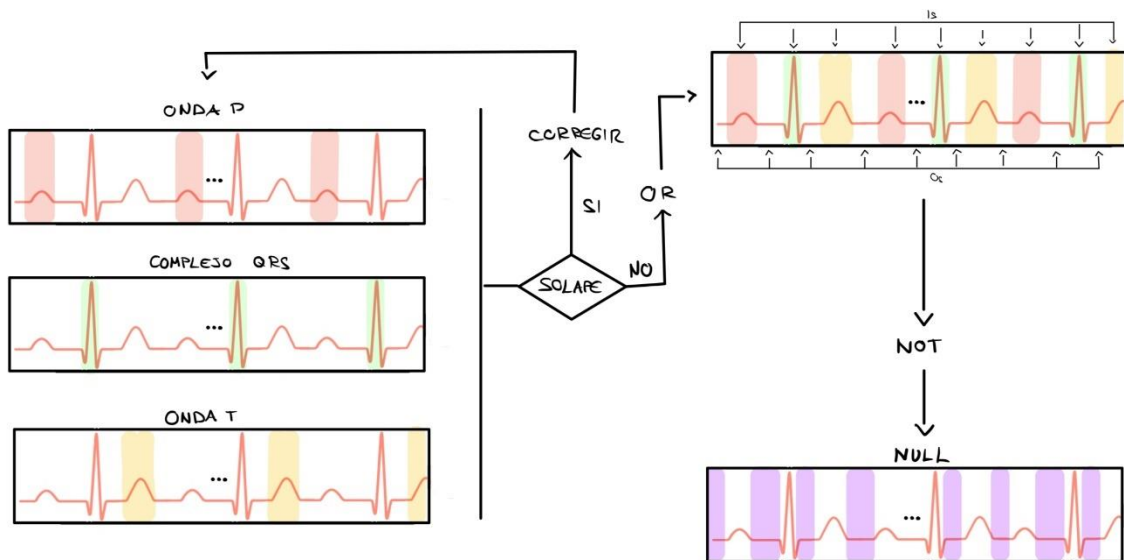 ONDA P
COMPLEJO QRS
ONDA T
...
...
...
SOLAPE
SI
CORREGIR
NO
OR
1s
...
0s
NOT
NULL
...